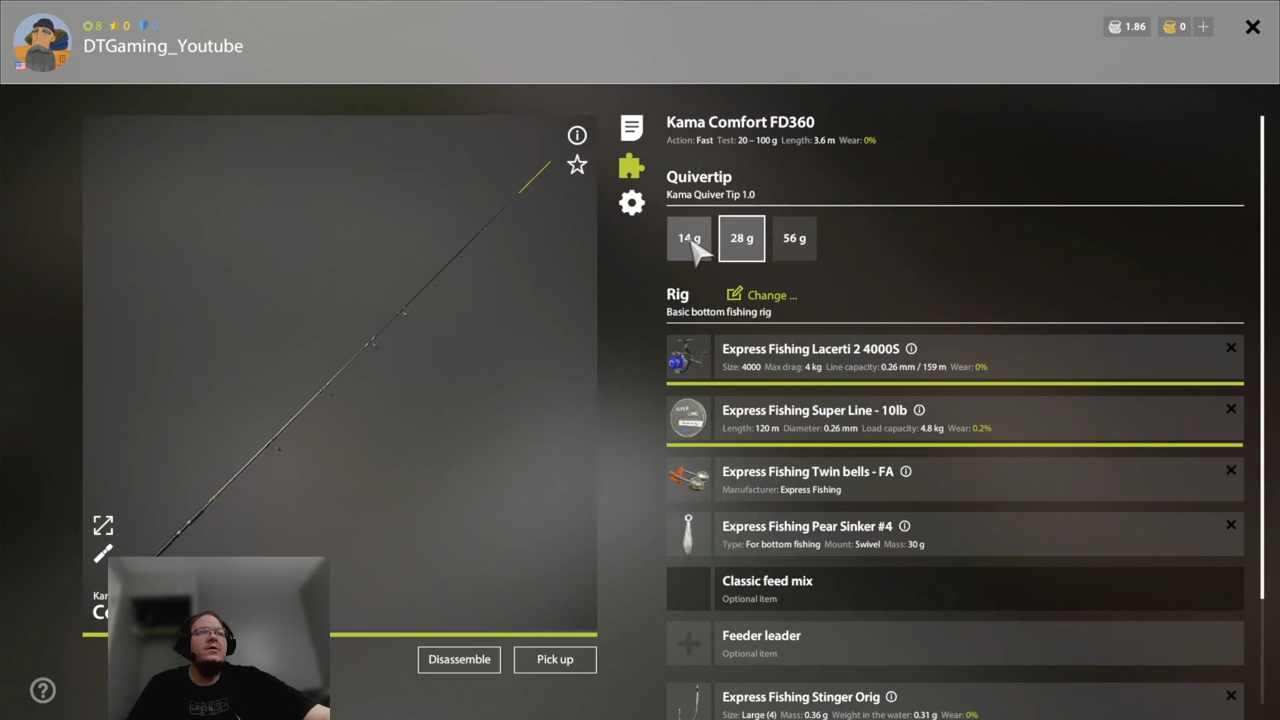 8 0 0
DTGaming_Youtube
1.86 0 +
Kama Comfort FD360
Action: Fast Test: 20 – 100 g Length: 3.6 m Wear: 0%
Quivertip
Kama Quiver Tip 1.0
14 g 28 g 56 g
Rig Change ...
Basic bottom fishing rig
Express Fishing Lacerti 2 4000S
Size: 4000 Max drag: 4 kg Line capacity: 0.26 mm / 159 m Wear: 0%
Express Fishing Super Line - 10lb
Length: 120 m Diameter: 0.26 mm Load capacity: 4.8 kg Wear: 0.2%
Express Fishing Twin bells - FA
Manufacturer: Express Fishing
Express Fishing Pear Sinker #4
Type: For bottom fishing Mount: Swivel Mass: 30 g
Classic feed mix
Optional item
Feeder leader
Optional item
Express Fishing Stinger Orig
Size: Large (4) Mass: 0.36 g Weight in the water: 0.31 g Wear: 0%
Disassemble Pick up